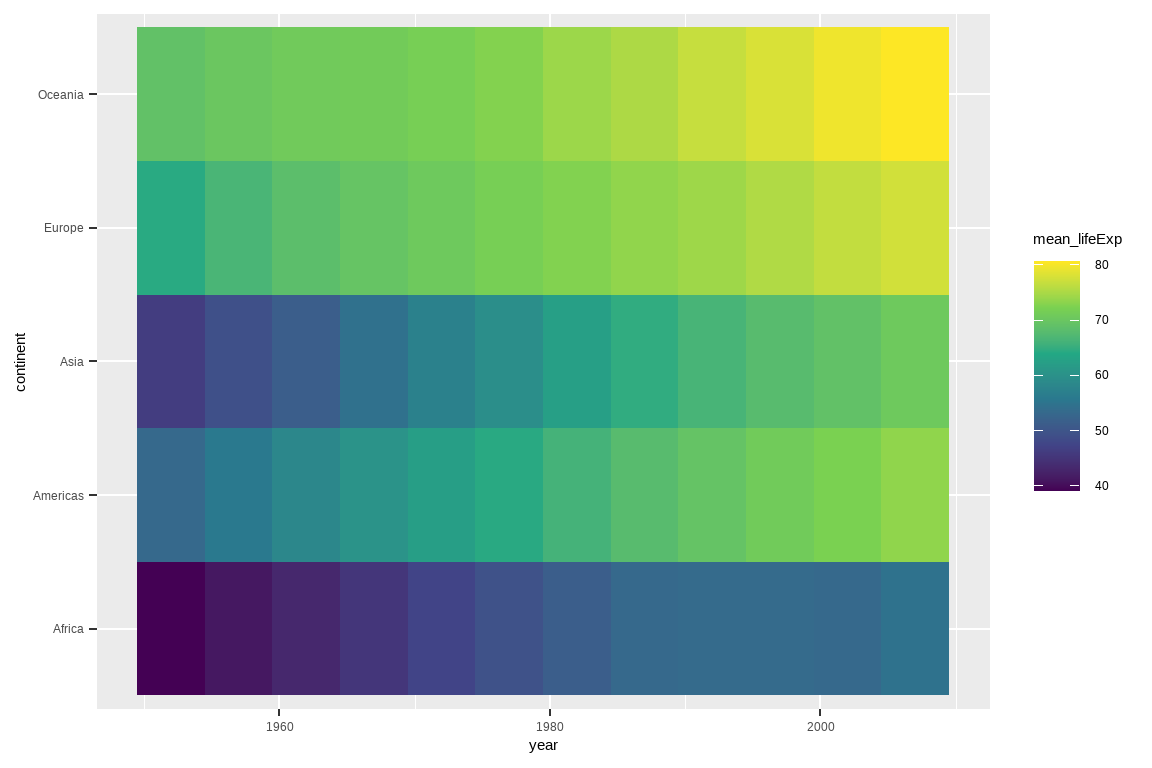 Oceania
Europe
Asia
Americas
Africa
continent
1960 1980 2000
year
mean_lifeExp
80
70
60
50
40